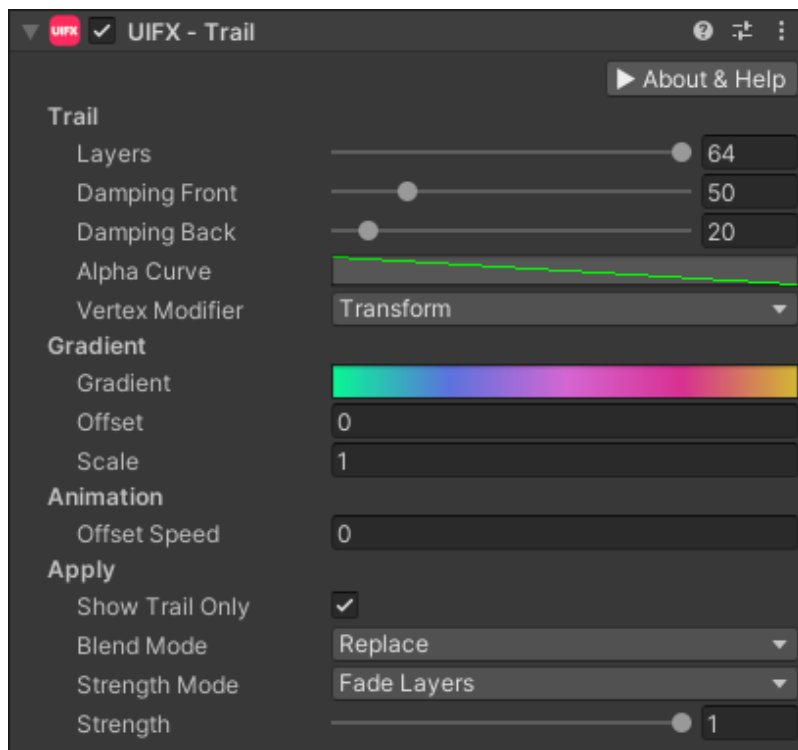 UIFX UIFX - Trail
About & Help
Trail
Layers 64
Damping Front 50
Damping Back 20
Alpha Curve
Vertex Modifier Transform
Gradient
Gradient
Offset 0
Scale 1
Animation
Offset Speed 0
Apply
Show Trail Only
Blend Mode Replace
Strength Mode Fade Layers
Strength 1